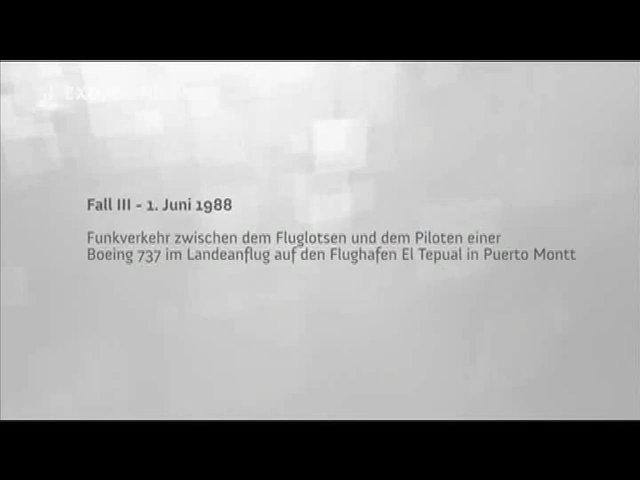 Fall III - 1. Juni 1988
Funkverkehr zwischen dem Fluglotsen und dem Piloten einer
Boeing 737 im Landeanflug auf den Flughafen El Tepual in Puerto Montt